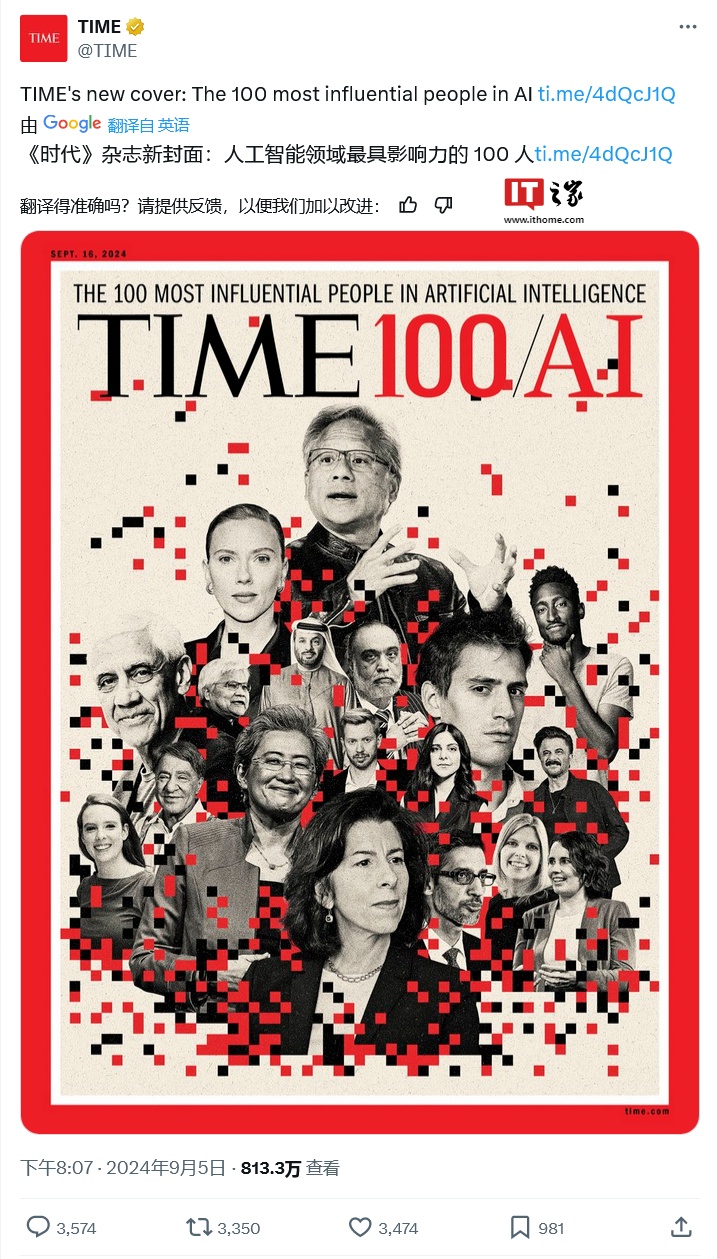 TIME
TIME
@TIME
TIME's new cover: The 100 most influential people in AI ti.me/4dQcJ1Q
由 Google 翻译自 英语
《时代》杂志新封面：人工智能领域最具影响力的 100 人ti.me/4dQcJ1Q
翻译得准确吗？请提供反馈，以便我们加以改进：
IT之家
www.ithome.com
SEPT. 16, 2024
THE 100 MOST INFLUENTIAL PEOPLE IN ARTIFICIAL INTELLIGENCE
TIME100/AI
time.com
下午8:07 · 2024年9月5日 · 813.3万 查看
3,574
3,350
3,474
981